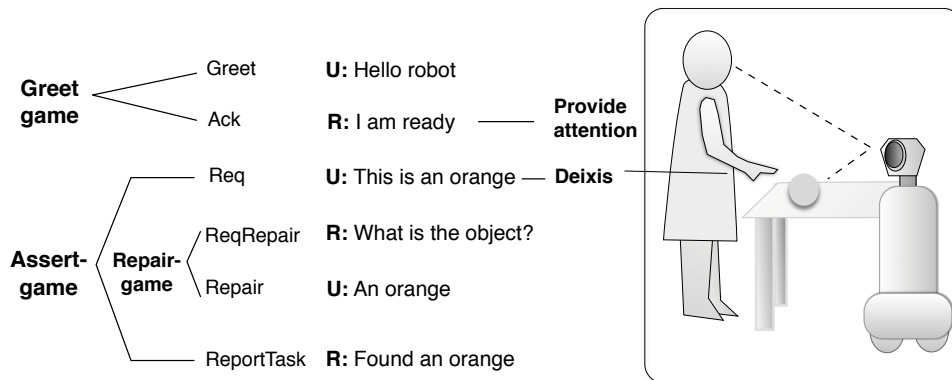 Greet U: Hello robot
Greet
game
Ack R: I am ready Provide
attention
Req U: This is an orange Deixis
ReqRepair R: What is the object?
Assert-
game
Repair-
game
Repair U: An orange
ReportTask R: Found an orange